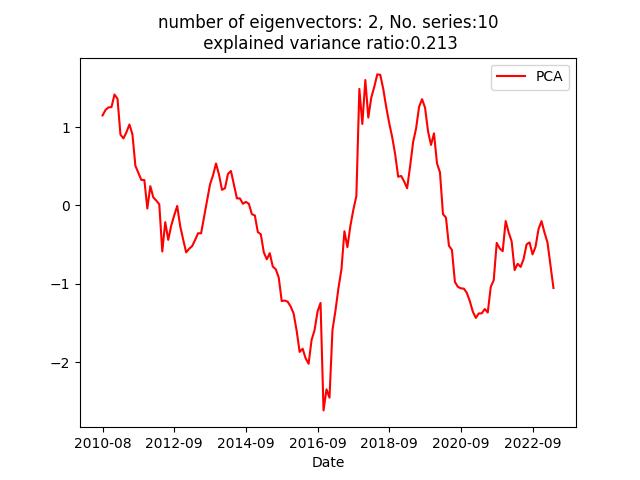 number of eigenvectors: 2, No. series:10
explained variance ratio:0.213
PCA
1
0
−1
−2
2010-08 2012-09 2014-09 2016-09 2018-09 2020-09 2022-09
Date